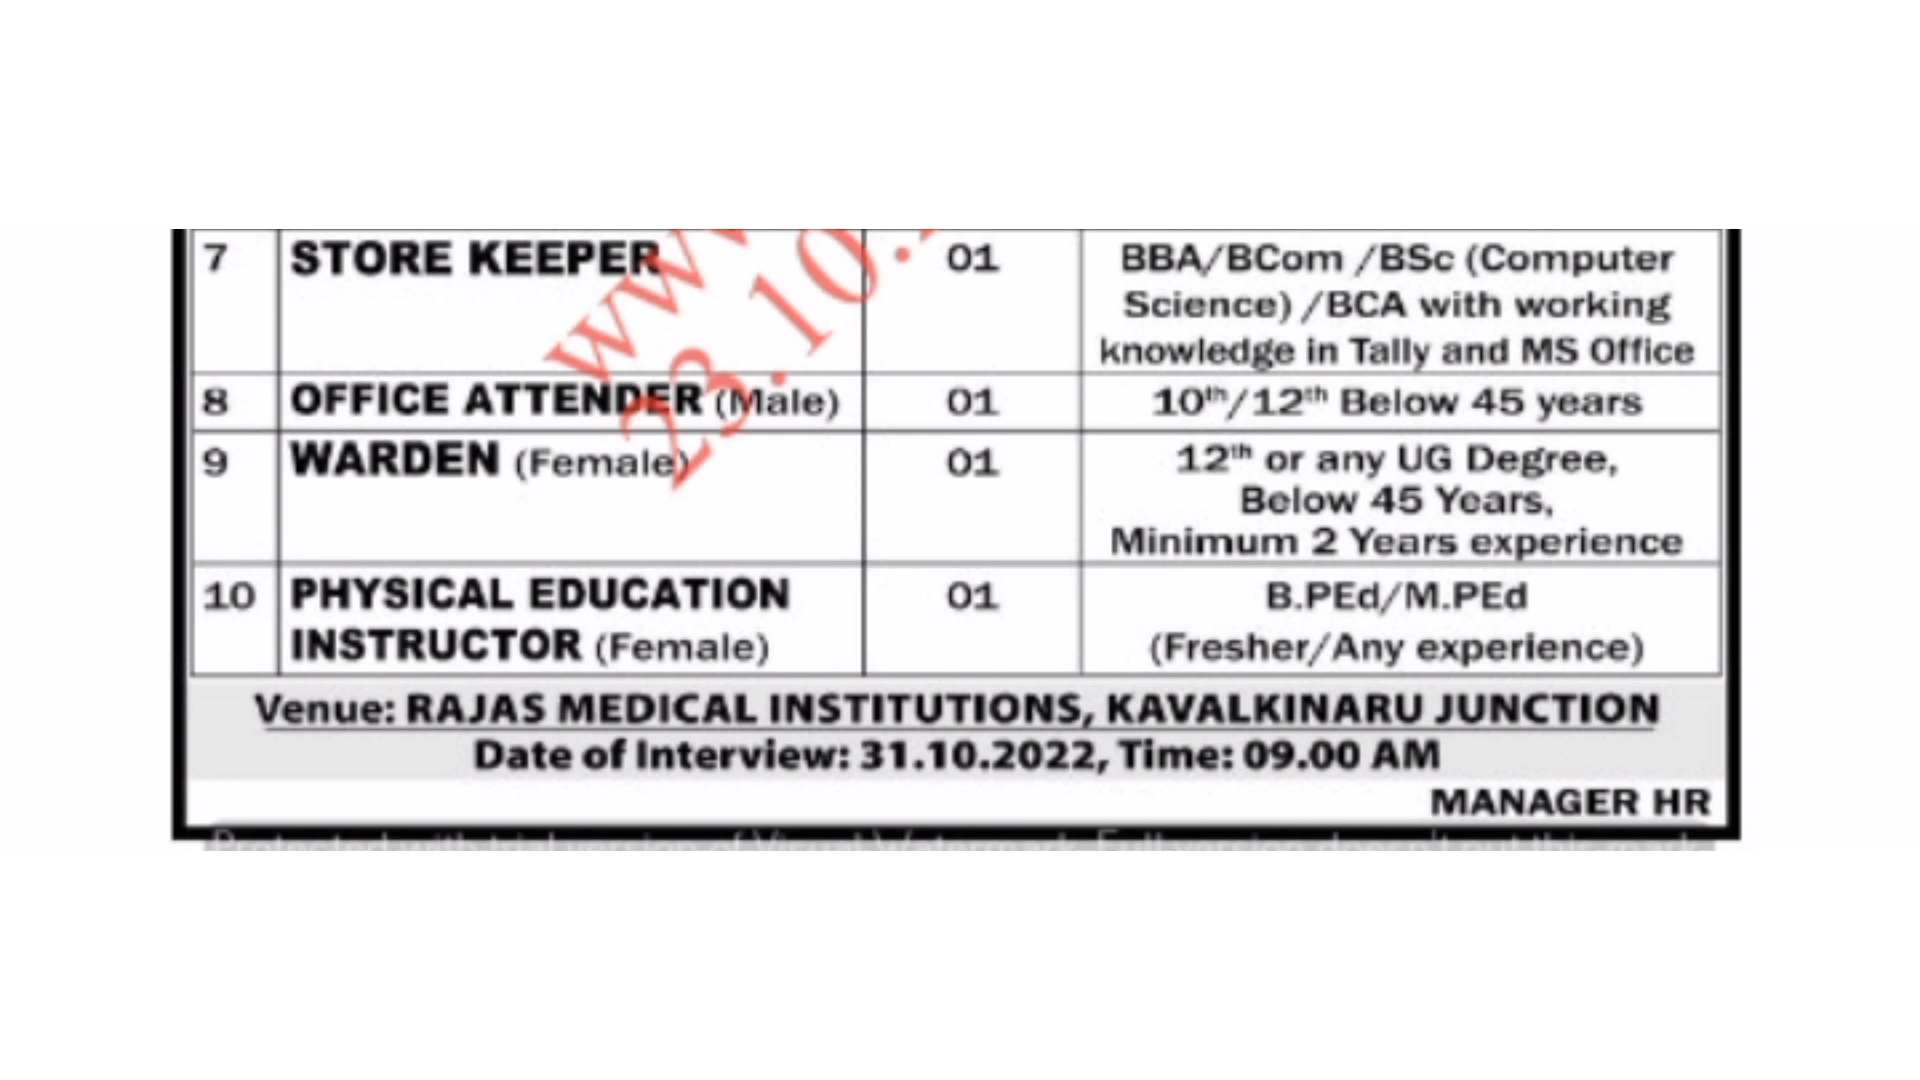 7 STORE KEEPER 01 BBA/BCom /BSc (Computer
Science) /BCA with working
knowledge in Tally and MS Office
8 OFFICE ATTENDER (Male) 01 10th/12th Below 45 years
9 WARDEN (Female) 01 12th or any UG Degree,
Below 45 Years,
Minimum 2 Years experience
10 PHYSICAL EDUCATION 01 B.PEd/M.PEd
INSTRUCTOR (Female) (Fresher/Any experience)
Venue: RAJAS MEDICAL INSTITUTIONS, KAVALKINARU JUNCTION
Date of Interview: 31.10.2022, Time: 09.00 AM
MANAGER HR
www
23.10.